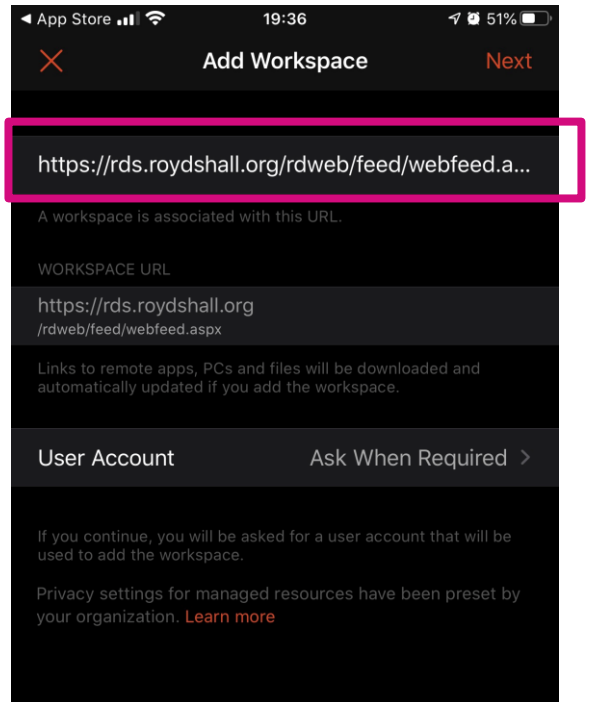 App Store 19:36 51%
Add Workspace Next
https://rds.roydshall.org/rdweb/feed/webfeed.a...
A workspace is associated with this URL.
WORKSPACE URL
https://rds.roydshall.org
/rdweb/feed/webfeed.aspx
Links to remote apps, PCs and files will be downloaded and
automatically updated if you add the workspace.
User Account Ask When Required
If you continue, you will be asked for a user account that will be
used to add the workspace.
Privacy settings for managed resources have been preset by
your organization. Learn more